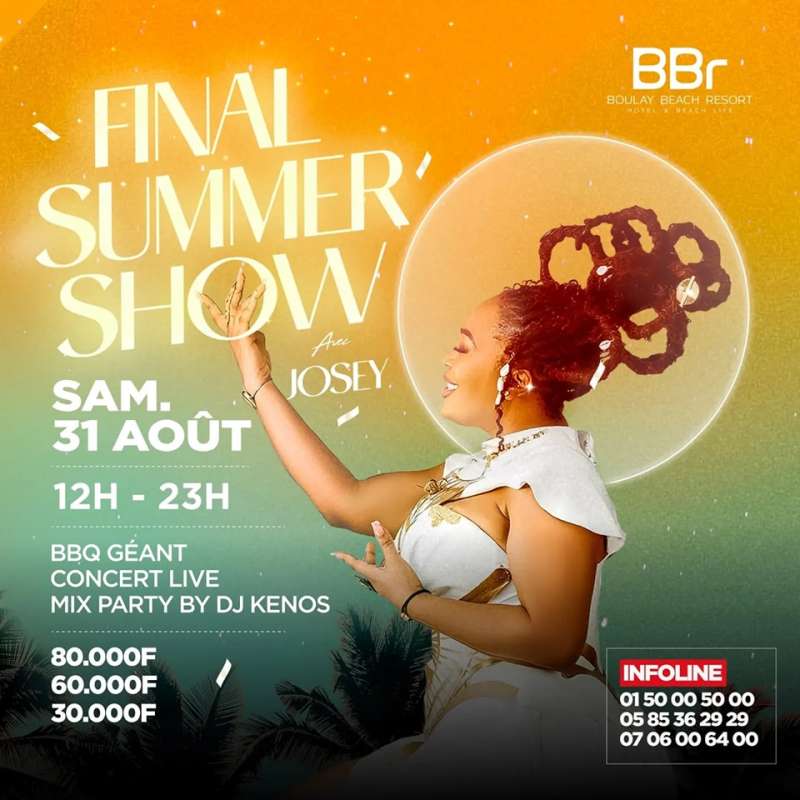 BBr
BOULAY BEACH RESORT
HOTEL & BEACH LIFE
FINAL
SUMMER
SHOW
Avec
JOSEY
SAM.
31 AOÛT
12H - 23H
BBQ GÉANT
CONCERT LIVE
MIX PARTY BY DJ KENOS
80.000F
60.000F
30.000F
INFOLINE
01 50 00 50 00
05 85 36 29 29
07 06 00 64 00